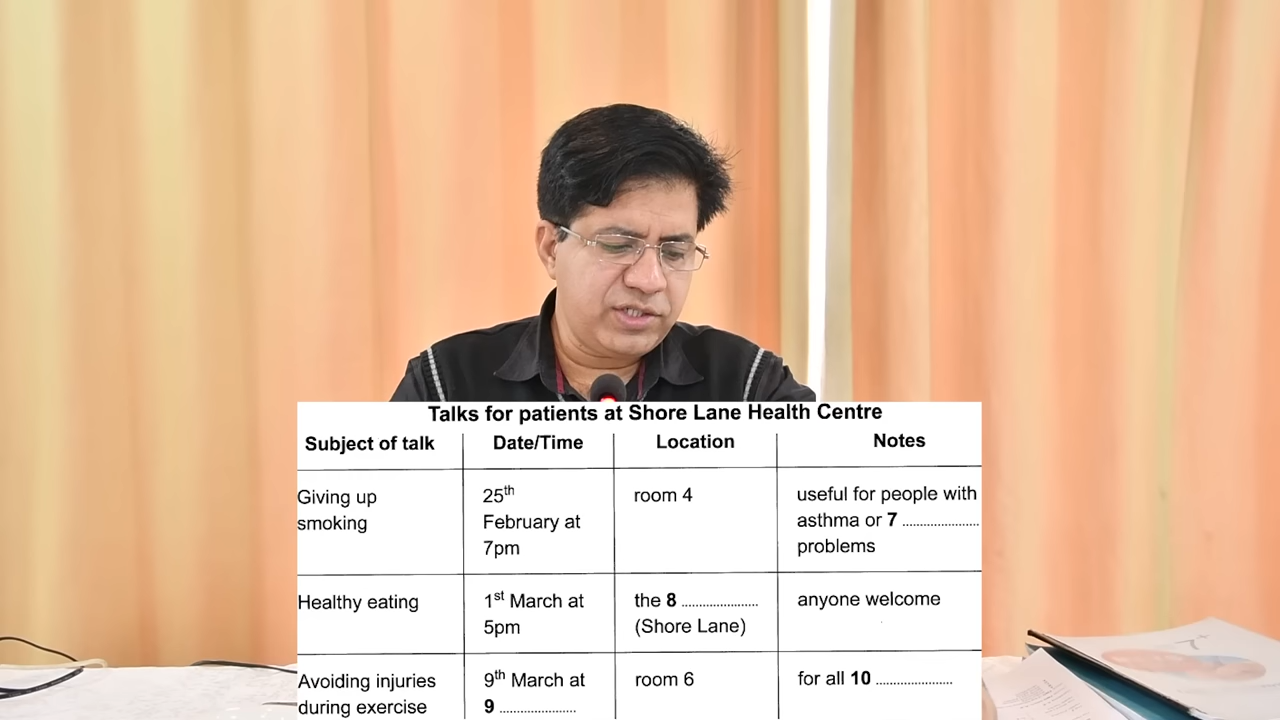 Talks for patients at Shore Lane Health Centre
Subject of talk Date/Time Location Notes
Giving up smoking
25th February at 7pm
room 4
useful for people with asthma or 7 ...................... problems
Healthy eating
1st March at 5pm
the 8 ...................... (Shore Lane)
anyone welcome
Avoiding injuries during exercise
9th March at 9 ......................
room 6
for all 10 ......................